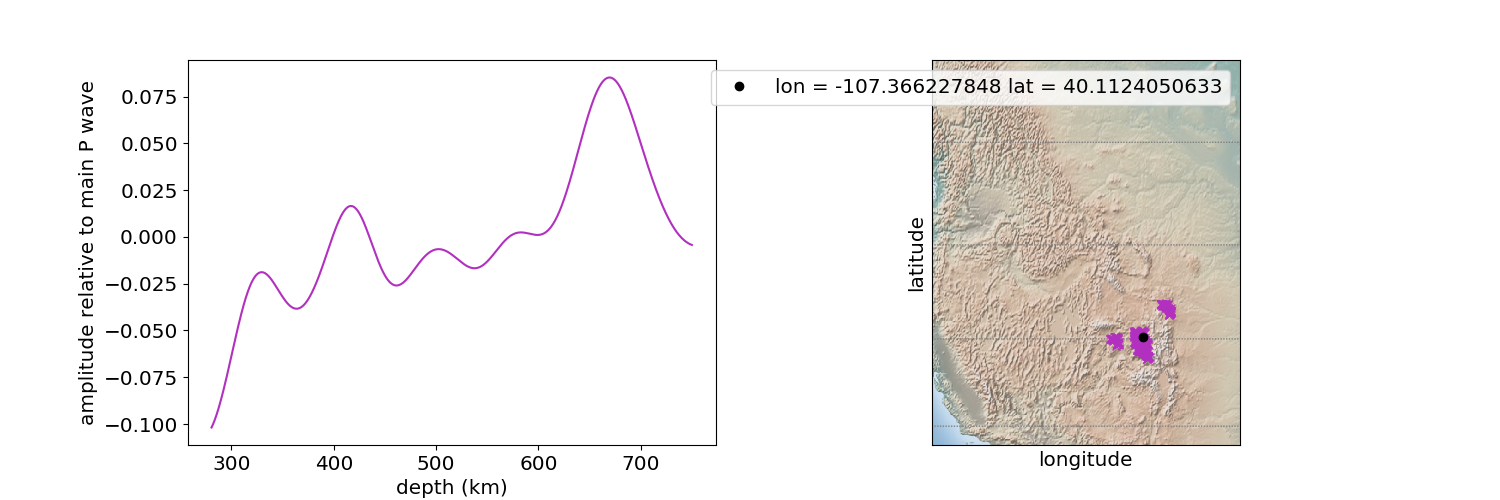 amplitude relative to main P wave
0.075
0.050
0.025
0.000
−0.025
−0.050
−0.075
−0.100
300 400 500 600 700
depth (km)
lon = -107.366227848 lat = 40.1124050633
latitude
longitude